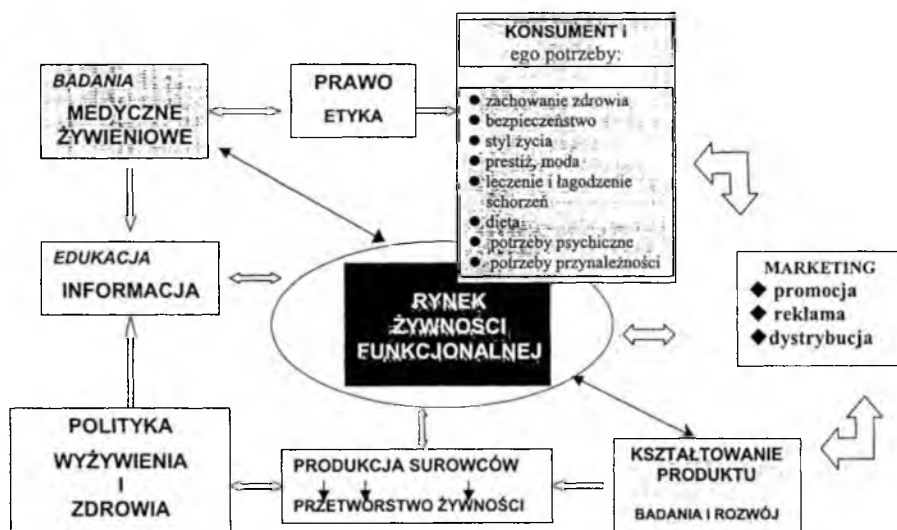 KONSUMENT i
ego potrzeby:
● zachowanie zdrowia
● bezpieczeństwo
● styl życia
● prestiż, moda
● leczenie i łagodzenie
schorzeń
● dieta
● potrzeby psychiczne
● potrzeby przynależności
BADANIA
MEDYCZNE
ŻYWIENIOWE
PRAWO
ETYKA
EDUKACJA
INFORMACJA
RYNEK
ŻYWNOŚCI
FUNKCJONALNEJ
MARKETING
◆ promocja
◆ reklama
◆ dystrybucja
POLITYKA
WYŻYWIENIA
I
ZDROWIA
PRODUKCJA SUROWCÓW
PRZETWORSTWO ŻYWNOŚCI
KSZTAŁTOWANIE
PRODUKTU
BADANIA I ROZWÓJ